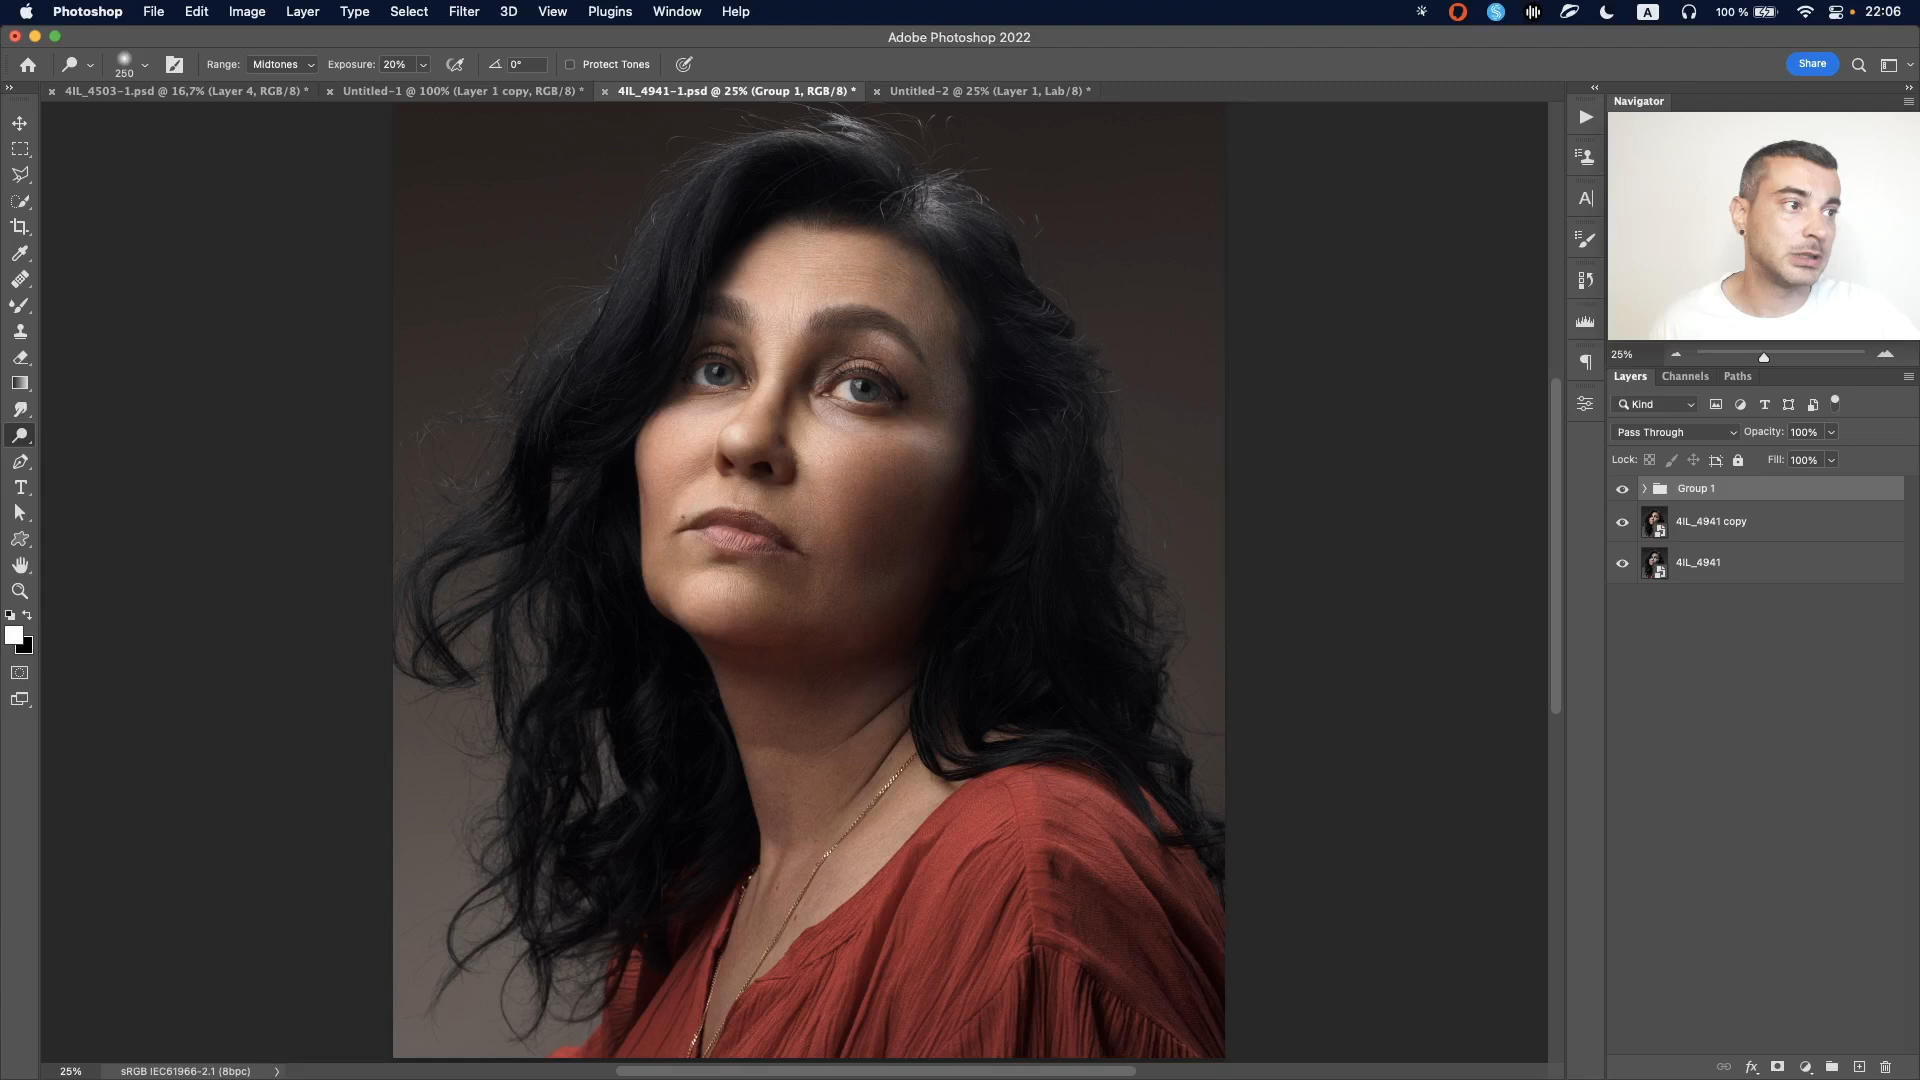 Photoshop File Edit Image Layer Type Select Filter 3D View Plugins Window Help A 100 % 22:06
Adobe Photoshop 2022
250 Range: Midtones Exposure: 20% 0° Protect Tones Share
4IL_4503-1.psd @ 16,7% (Layer 4, RGB/8) * Untitled-1 @ 100% (Layer 1 copy, RGB/8) * 4IL_4941-1.psd @ 25% (Group 1, RGB/8) * Untitled-2 @ 25% (Layer 1, Lab/8) *
Navigator
25%
Layers Channels Paths
Kind
Pass Through Opacity: 100%
Lock: Fill: 100%
Group 1
4IL_4941 copy
4IL_4941
25% sRGB IEC61966-2.1 (8bpc)